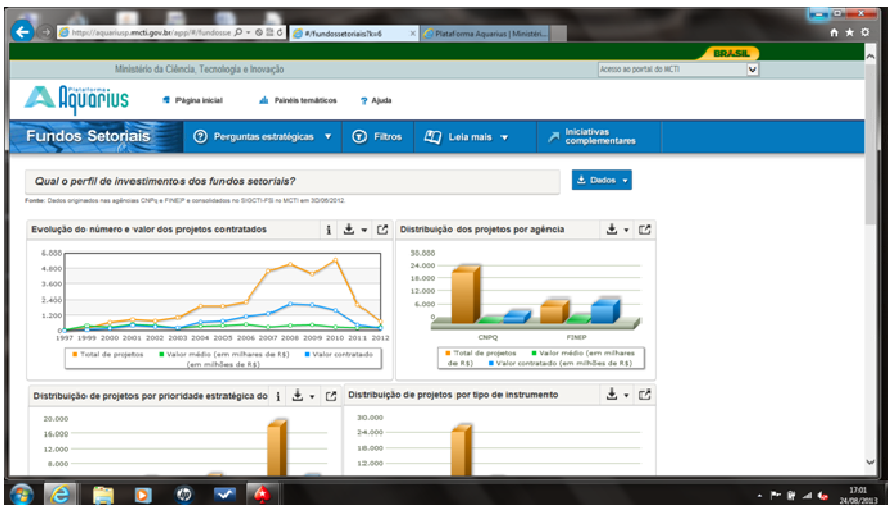 http://aquariusp.mcti.gov.br/app/#/fundosse
#/fundossetoriais?k=6
Plataforma Aquarius | Ministéri...
BRASIL
Ministério da Ciência, Tecnologia e Inovação
Acesso ao portal do MCTI
Plataforma
Aquarius
Página inicial
Painéis temáticos
Ajuda
Fundos Setoriais
Perguntas estratégicas
Filtros
Leia mais
Iniciativas
complementares
Qual o perfil de investimentos dos fundos setoriais?
Dados
Fonte: Dados originados nas agências CNPq e FINEP e consolidados no SIGCTI-FS no MCTI em 30/06/2012.
Evolução do número e valor dos projetos contratados
Distribuição dos projetos por agência
4.000
3.600
2.400
1.200
0
1997 1999 2000 2001 2002 2003 2004 2005 2006 2007 2008 2009 2010 2011 2012
Total de projetos Valor médio (em milhares de R$) Valor contratado
(em milhões de R$)
24.000
18.000
12.000
6.000
0
CNPQ FINEP
Total de projetos Valor médio (em milhares
de R$) Valor contratado (em milhões de R$)
Distribuição de projetos por prioridade estratégica do
Distribuição de projetos por tipo de instrumento
20.000
16.000
12.000
8.000
30.000
24.000
18.000
12.000
17:01
24/08/2013